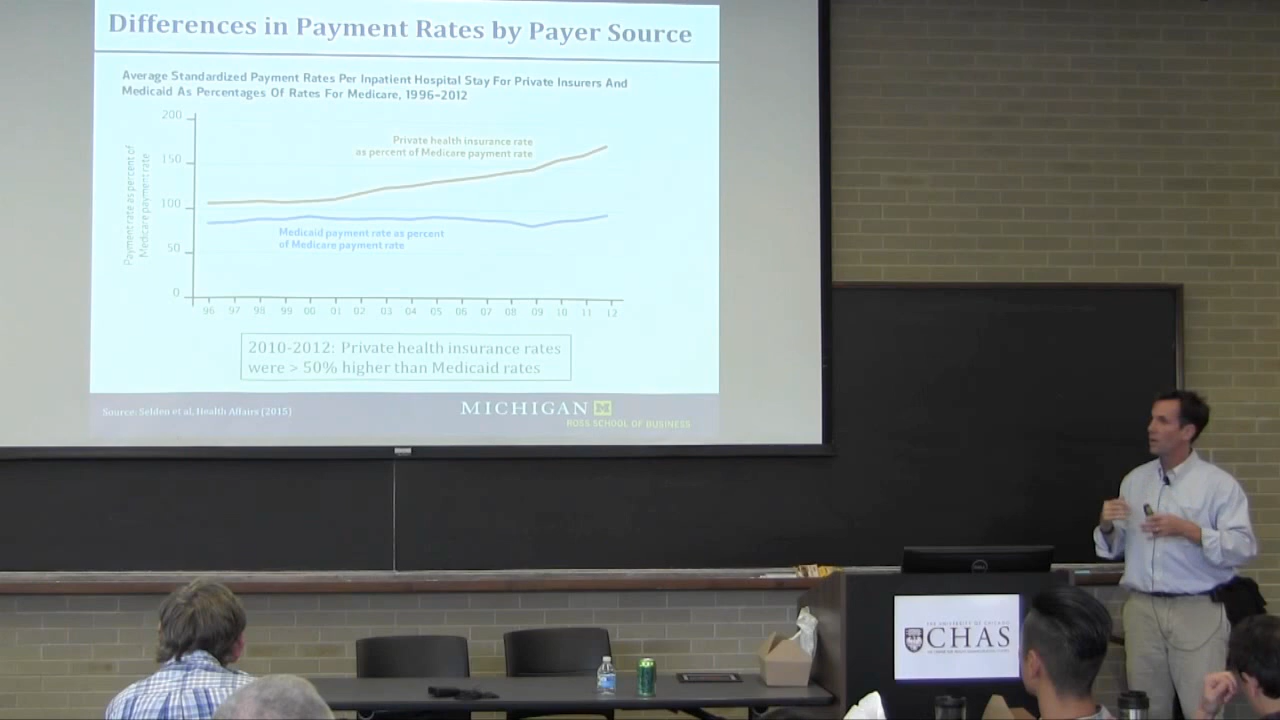 Differences in Payment Rates by Payer Source
Average Standardized Payment Rates Per Inpatient Hospital Stay For Private Insurers And
Medicaid As Percentages Of Rates For Medicare, 1996–2012
Payment rate as percent of
Medicare payment rate
200
150
100
50
0
Private health insurance rate
as percent of Medicare payment rate
Medicaid payment rate as percent
of Medicare payment rate
96 97 98 99 00 01 02 03 04 05 06 07 08 09 10 11 12
2010-2012: Private health insurance rates
were > 50% higher than Medicaid rates
Source: Selden et al, Health Affairs (2015)
MICHIGAN M
ROSS SCHOOL OF BUSINESS
DELL
THE UNIVERSITY OF CHICAGO
CHAS